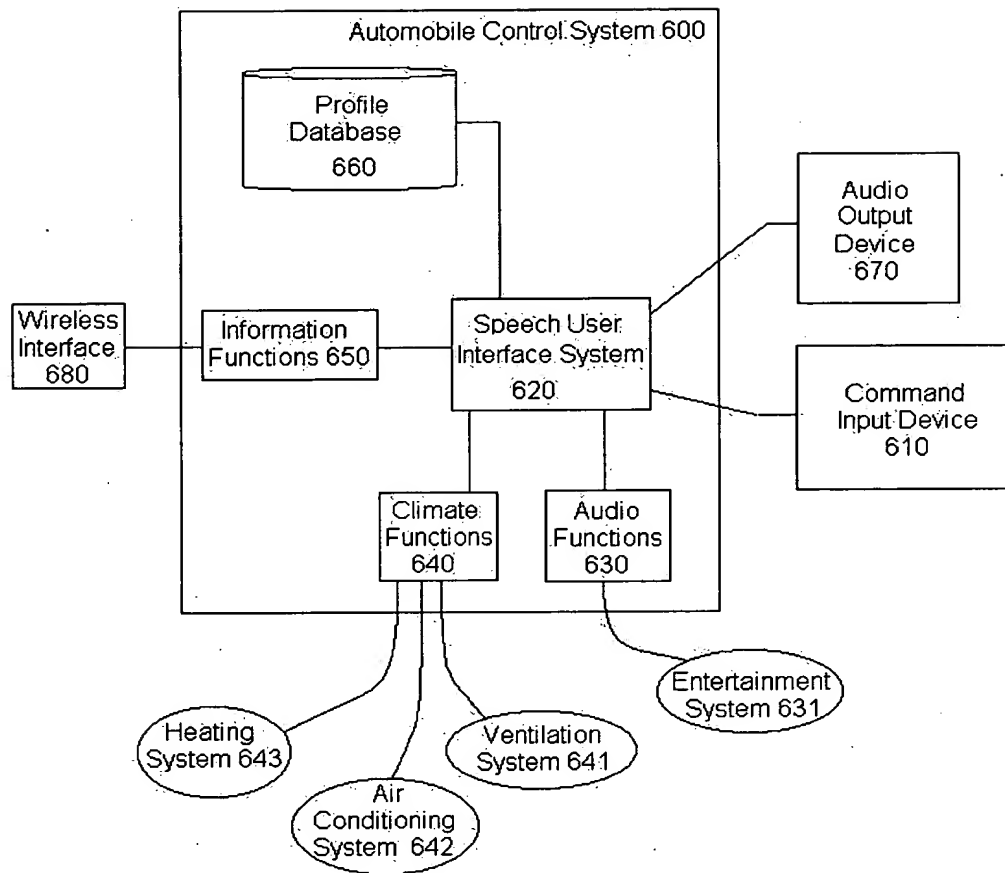 Automobile Control System 600
Profile
Database
660
Audio
Output
Device
670
Wireless
Interface
680
Information
Functions 650
Speech User
Interface System
620
Command
Input Device
610
Climate
Functions
640
Audio
Functions
630
Entertainment
System 631
Heating
System 643
Ventilation
System 641
Air
Conditioning
System 642